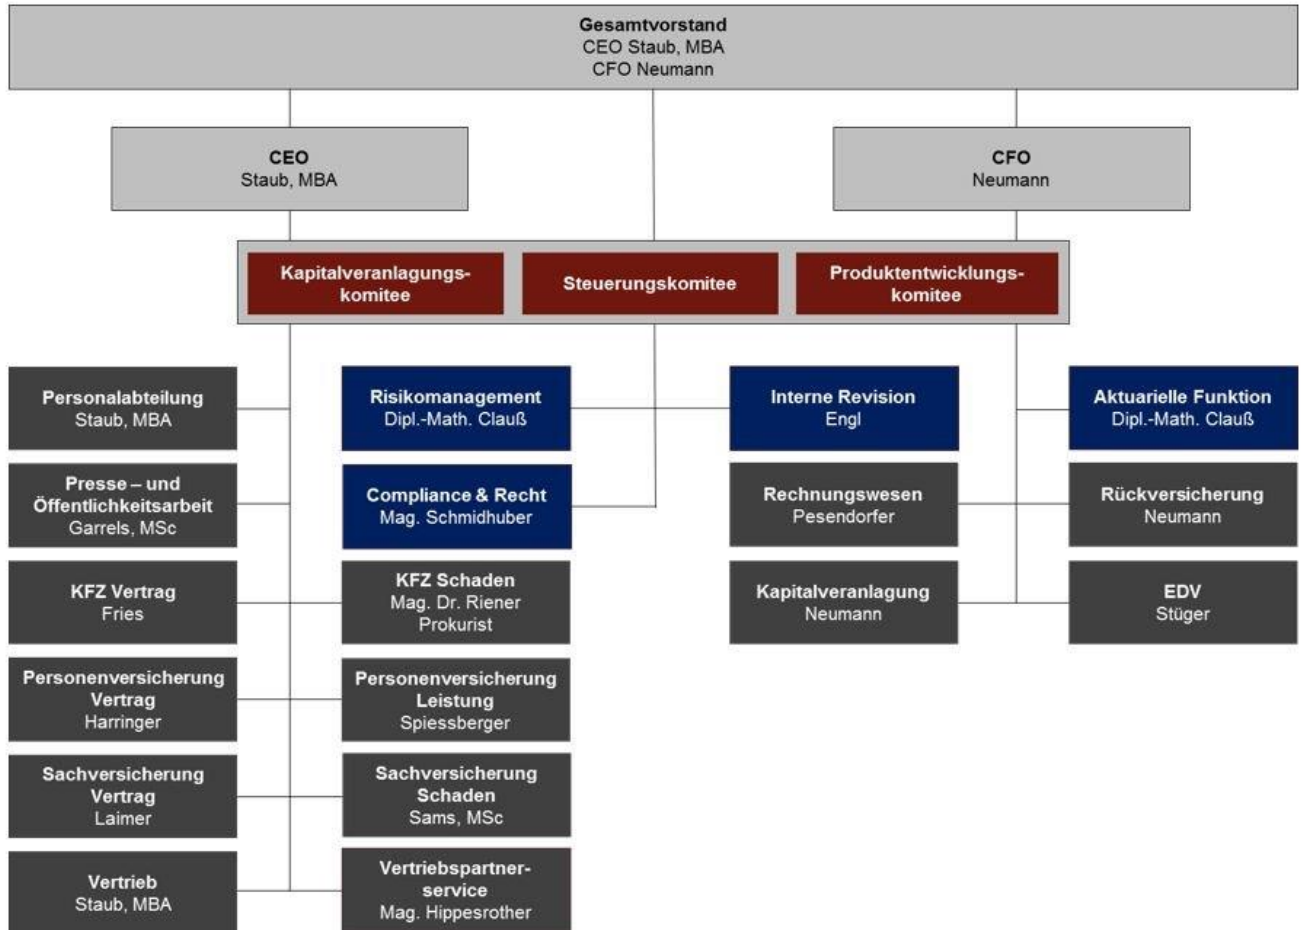 Gesamtvorstand
CEO Staub, MBA
CFO Neumann
CEO
Staub, MBA
CFO
Neumann
Kapitalveranlagungs-
komitee
Steuerungskomitee
Produktentwicklungs-
komitee
Personalabteilung
Staub, MBA
Risikomanagement
Dipl.-Math. Clauß
Interne Revision
Engl
Aktuarielle Funktion
Dipl.-Math. Clauß
Presse – und
Öffentlichkeitsarbeit
Garrels, MSc
Compliance & Recht
Mag. Schmidhuber
Rechnungswesen
Pesendorfer
Rückversicherung
Neumann
KFZ Vertrag
Fries
KFZ Schaden
Mag. Dr. Riener
Prokurist
Kapitalveranlagung
Neumann
EDV
Stüger
Personenversicherung
Vertrag
Harringer
Personenversicherung
Leistung
Spiessberger
Sachversicherung
Vertrag
Laimer
Sachversicherung
Schaden
Sams, MSc
Vertrieb
Staub, MBA
Vertriebspartner-
service
Mag. Hippesrother